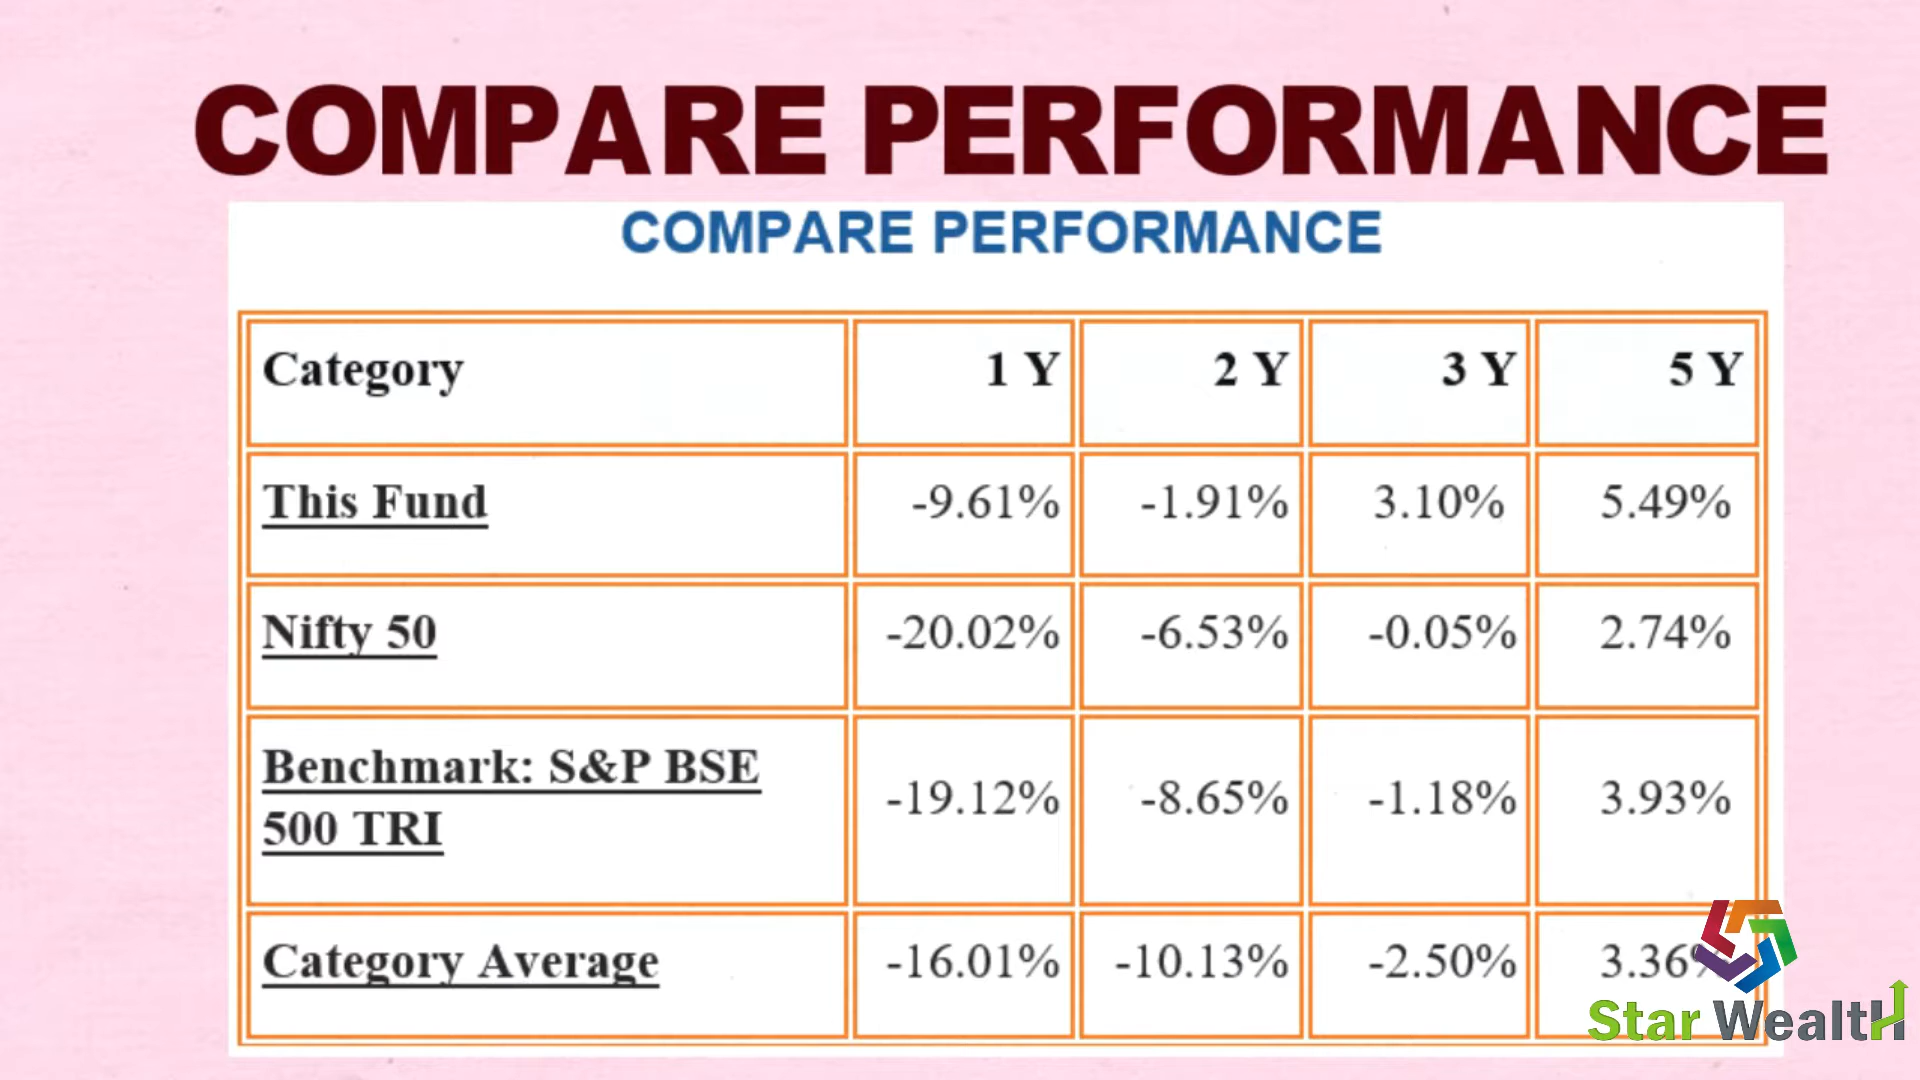 COMPARE PERFORMANCE
COMPARE PERFORMANCE
Category 1 Y 2 Y 3 Y 5 Y
This Fund -9.61% -1.91% 3.10% 5.49%
Nifty 50 -20.02% -6.53% -0.05% 2.74%
Benchmark: S&P BSE
500 TRI -19.12% -8.65% -1.18% 3.93%
Category Average -16.01% -10.13% -2.50% 3.36%
Star Wealth